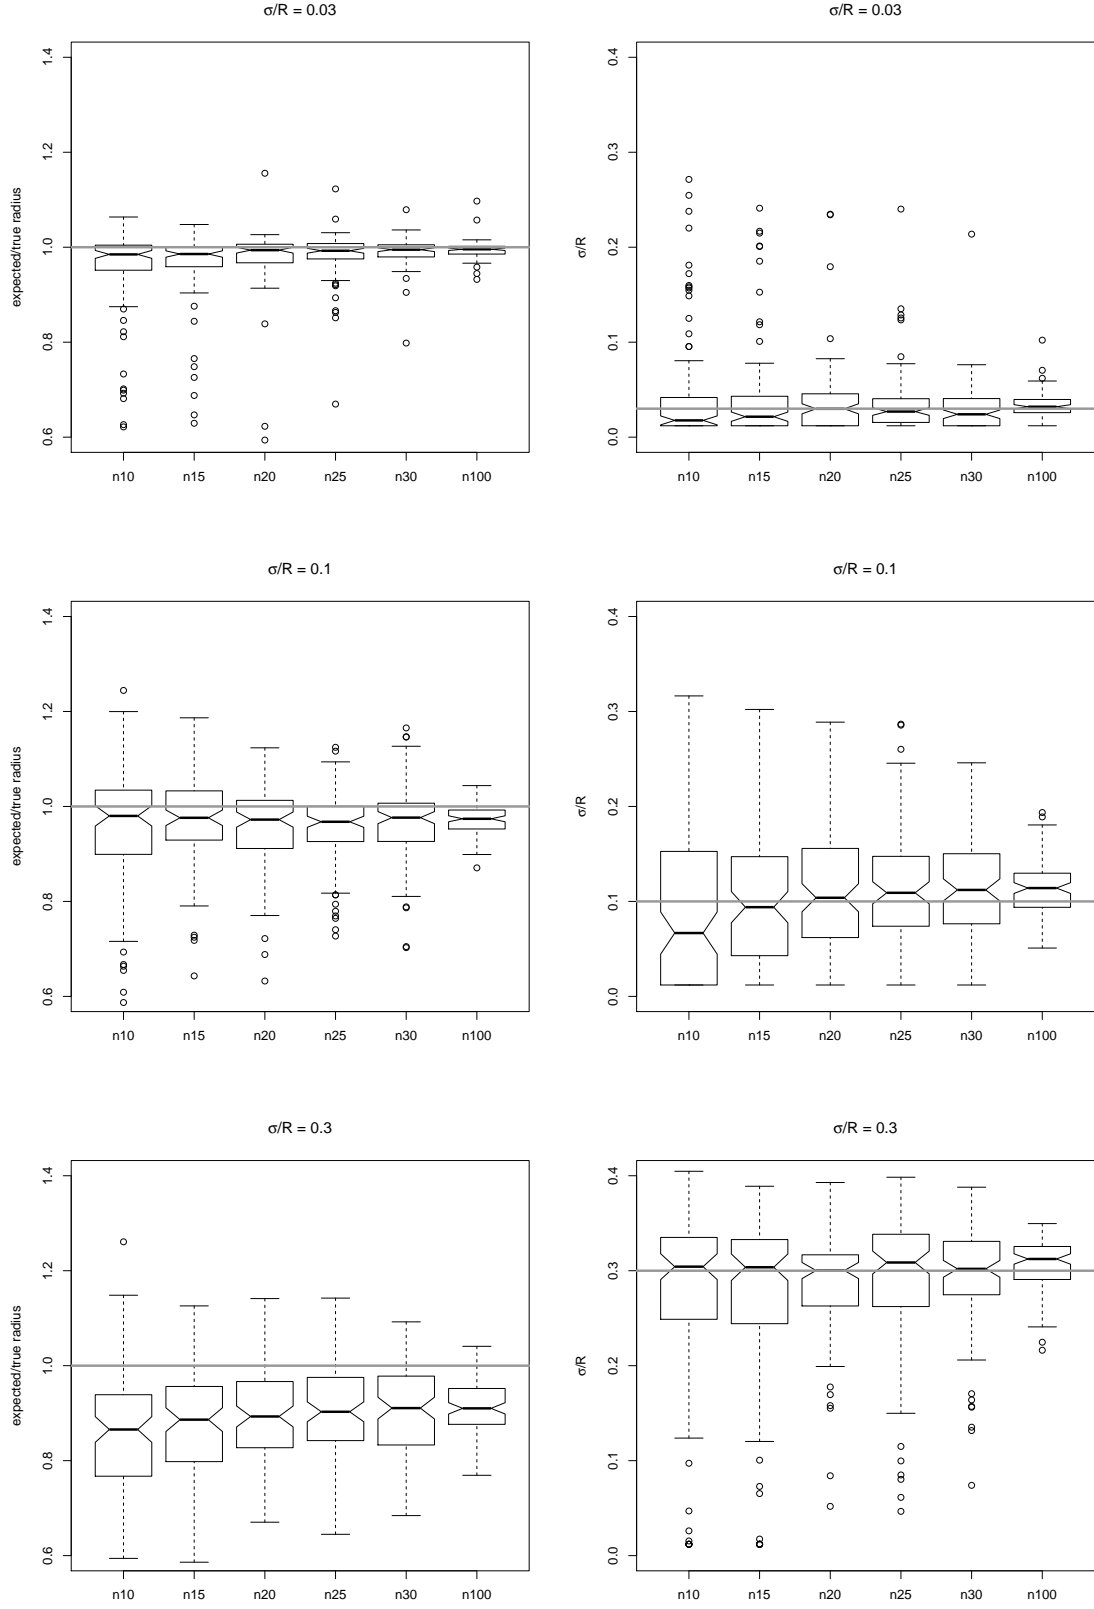 σ/R = 0.03
expected/true radius
0.6 0.8 1.0 1.2 1.4
n10 n15 n20 n25 n30 n100
σ/R = 0.03
σ/R
0.0 0.1 0.2 0.3 0.4
n10 n15 n20 n25 n30 n100
σ/R = 0.1
expected/true radius
0.6 0.8 1.0 1.2 1.4
n10 n15 n20 n25 n30 n100
σ/R = 0.1
σ/R
0.0 0.1 0.2 0.3 0.4
n10 n15 n20 n25 n30 n100
σ/R = 0.3
expected/true radius
0.6 0.8 1.0 1.2 1.4
n10 n15 n20 n25 n30 n100
σ/R = 0.3
σ/R
0.0 0.1 0.2 0.3 0.4
n10 n15 n20 n25 n30 n100